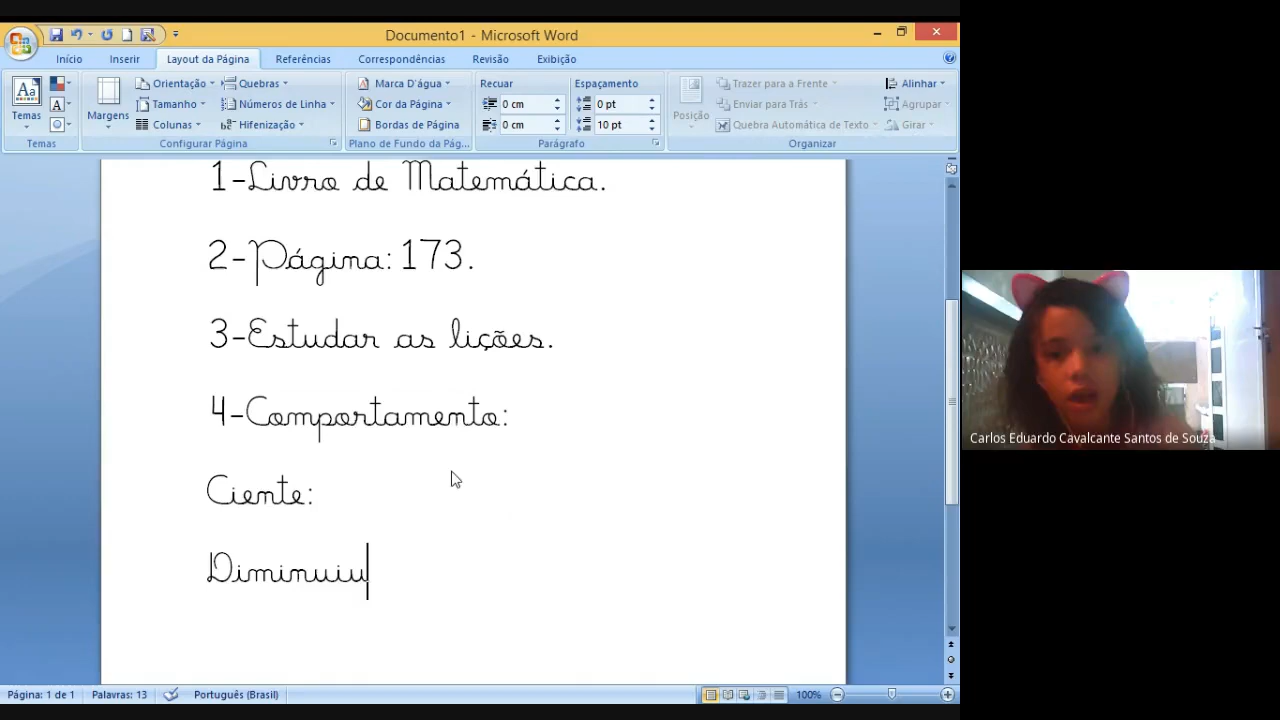 Documento1 - Microsoft Word
Início Inserir Layout da Página Referências Correspondências Revisão Exibição
Orientação Quebras Marca D'água Recuar Espaçamento Trazer para a Frente Alinhar
Temas Margens Tamanho Números de Linha Cor da Página 0 cm 0 pt Posição Enviar para Trás Agrupar
Colunas Hifenização Bordas de Página 0 cm 10 pt Quebra Automática de Texto Girar
Temas Configurar Página Plano de Fundo da Pág... Parágrafo Organizar
1-Livro de Matemática.
2-Página: 173.
3-Estudar as lições.
4-Comportamento:
Ciente:
Diminuiu
Carlos Eduardo Cavalcante Santos de Souza
Página: 1 de 1 Palavras: 13 Português (Brasil) 100%